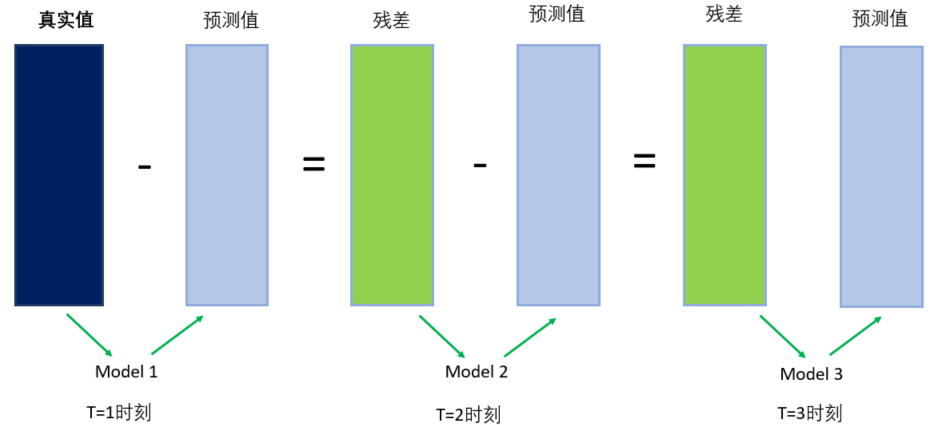 真实值
预测值
残差
预测值
残差
预测值
-
=
-
=
Model 1
Model 2
Model 3
T=1时刻
T=2时刻
T=3时刻